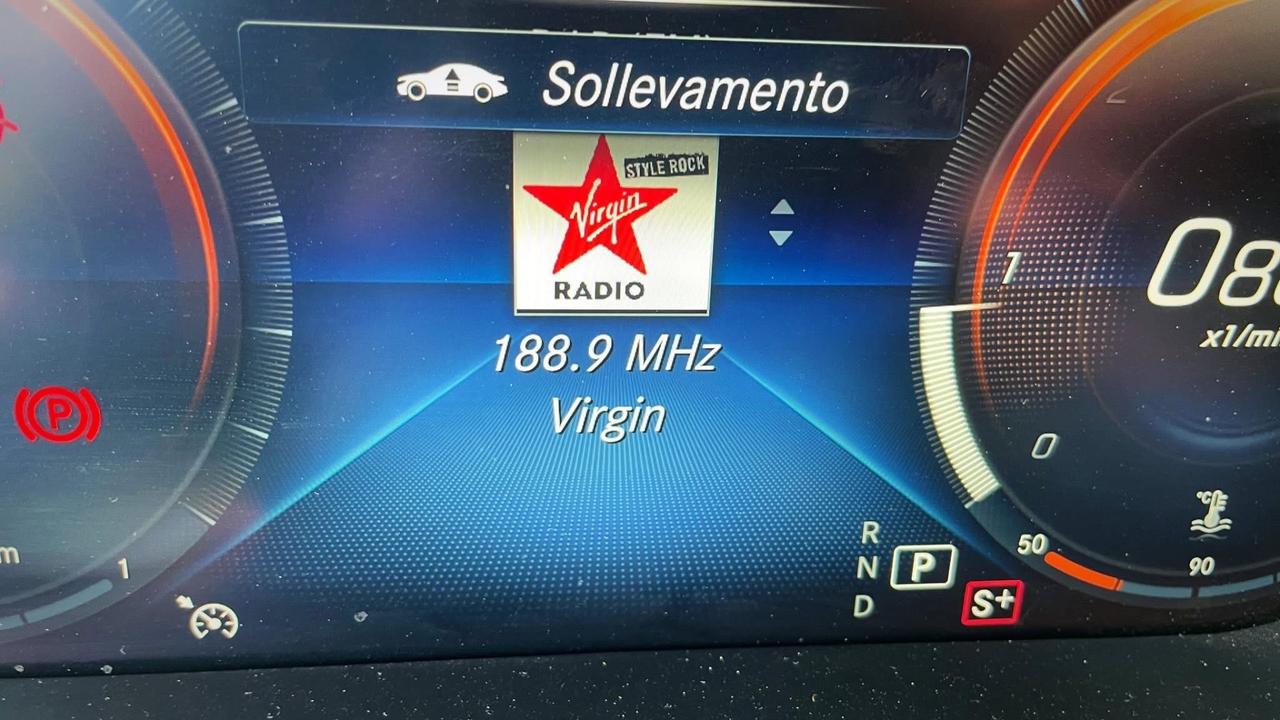 Sollevamento
STYLE ROCK
Virgin
RADIO
188.9 MHz
Virgin
1
0
x1/mi
P
R
N
D
P
S+
50
90
°C
1
2
m